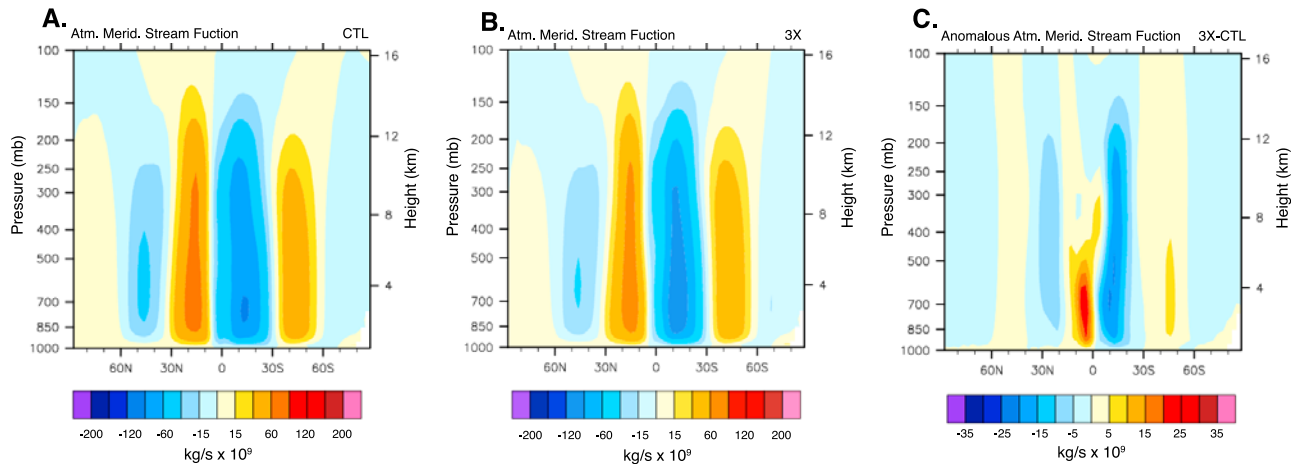 A.
Atm. Merid. Stream Fuction CTL
100
150
200
250
300
400
500
700
850
1000
Pressure (mb)
16
12
8
4
Height (km)
60N 30N 0 30S 60S
-200 -120 -60 -15 15 60 120 200
kg/s x 10⁹
B.
Atm. Merid. Stream Fuction 3X
100
150
200
250
300
400
500
700
850
1000
Pressure (mb)
16
12
8
4
Height (km)
60N 30N 0 30S 60S
-200 -120 -60 -15 15 60 120 200
kg/s x 10⁹
C.
Anomalous Atm. Merid. Stream Fuction 3X-CTL
100
150
200
250
300
400
500
700
850
1000
Pressure (mb)
16
12
8
4
Height (km)
60N 30N 0 30S 60S
-35 -25 -15 -5 5 15 25 35
kg/s x 10⁹